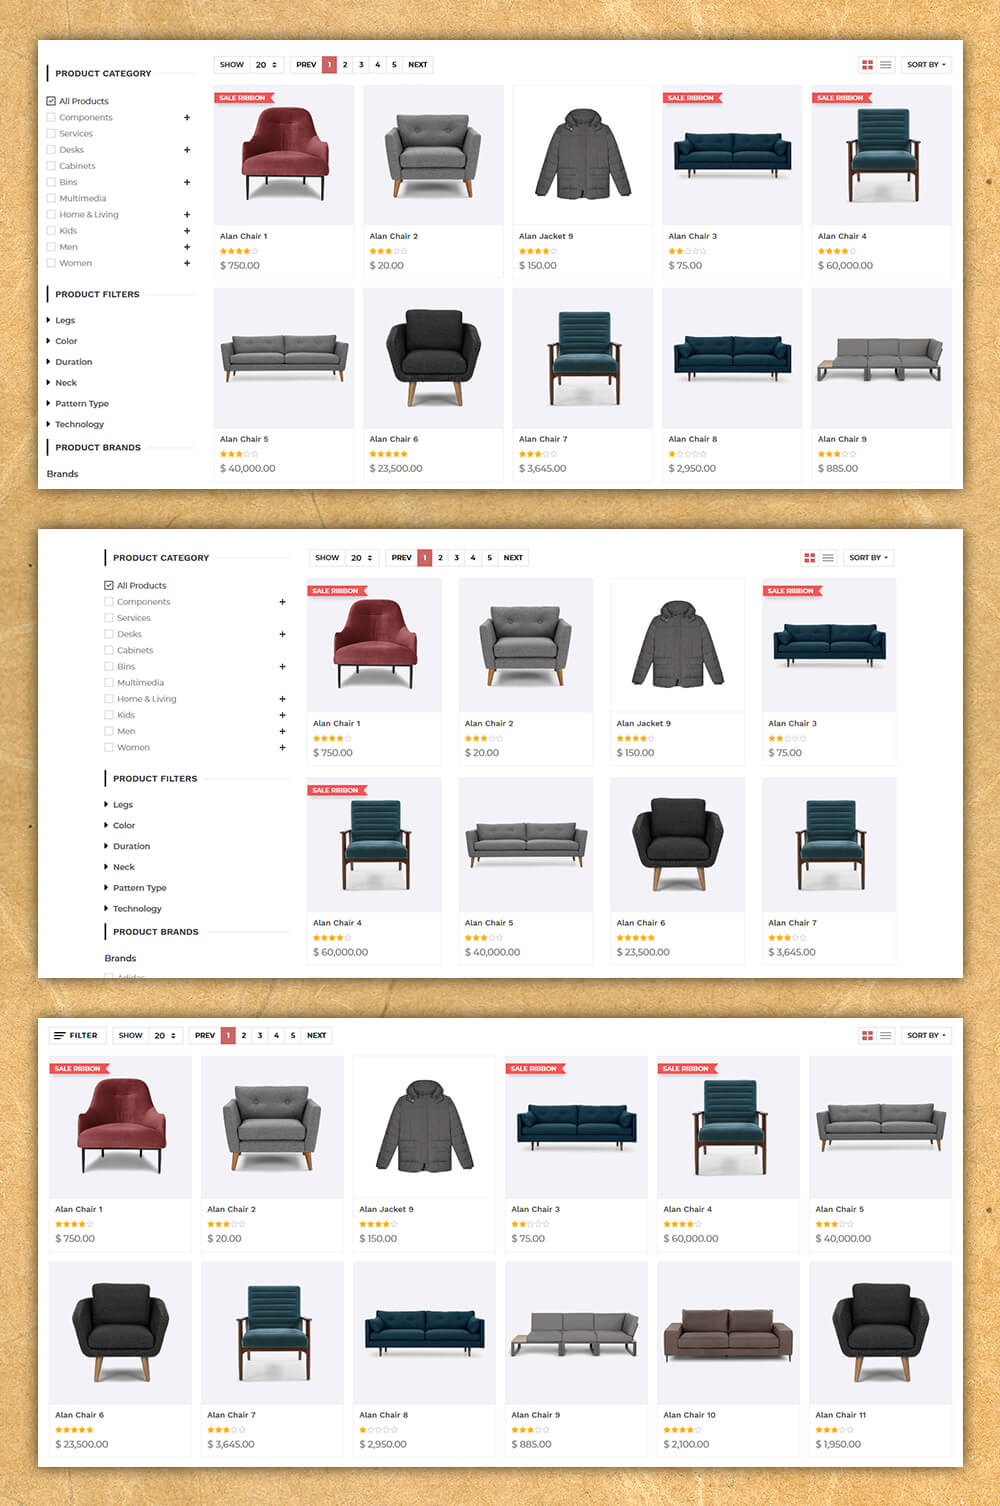 PRODUCT CATEGORY
All Products
Components
Services
Desks
Cabinets
Bins
Multimedia
Home & Living
Kids
Men
Women
PRODUCT FILTERS
Legs
Color
Duration
Neck
Pattern Type
Technology
PRODUCT BRANDS
Brands
SHOW 20 PREV 1 2 3 4 5 NEXT SORT BY
SALE RIBBON SALE RIBBON SALE RIBBON
Alan Chair 1 Alan Chair 2 Alan Jacket 9 Alan Chair 3 Alan Chair 4
$ 750.00 $ 20.00 $ 150.00 $ 75.00 $ 60,000.00
Alan Chair 5 Alan Chair 6 Alan Chair 7 Alan Chair 8 Alan Chair 9
$ 40,000.00 $ 23,500.00 $ 3,645.00 $ 2,950.00 $ 885.00
PRODUCT CATEGORY
All Products
Components
Services
Desks
Cabinets
Bins
Multimedia
Home & Living
Kids
Men
Women
PRODUCT FILTERS
Legs
Color
Duration
Neck
Pattern Type
Technology
PRODUCT BRANDS
Brands
Adidas
SHOW 20 PREV 1 2 3 4 5 NEXT SORT BY
SALE RIBBON SALE RIBBON
Alan Chair 1 Alan Chair 2 Alan Jacket 9 Alan Chair 3
$ 750.00 $ 20.00 $ 150.00 $ 75.00
SALE RIBBON
Alan Chair 4 Alan Chair 5 Alan Chair 6 Alan Chair 7
$ 60,000.00 $ 40,000.00 $ 23,500.00 $ 3,645.00
FILTER SHOW 20 PREV 1 2 3 4 5 NEXT SORT BY
SALE RIBBON SALE RIBBON SALE RIBBON
Alan Chair 1 Alan Chair 2 Alan Jacket 9 Alan Chair 3 Alan Chair 4 Alan Chair 5
$ 750.00 $ 20.00 $ 150.00 $ 75.00 $ 60,000.00 $ 40,000.00
Alan Chair 6 Alan Chair 7 Alan Chair 8 Alan Chair 9 Alan Chair 10 Alan Chair 11
$ 23,500.00 $ 3,645.00 $ 2,950.00 $ 885.00 $ 2,100.00 $ 1,950.00